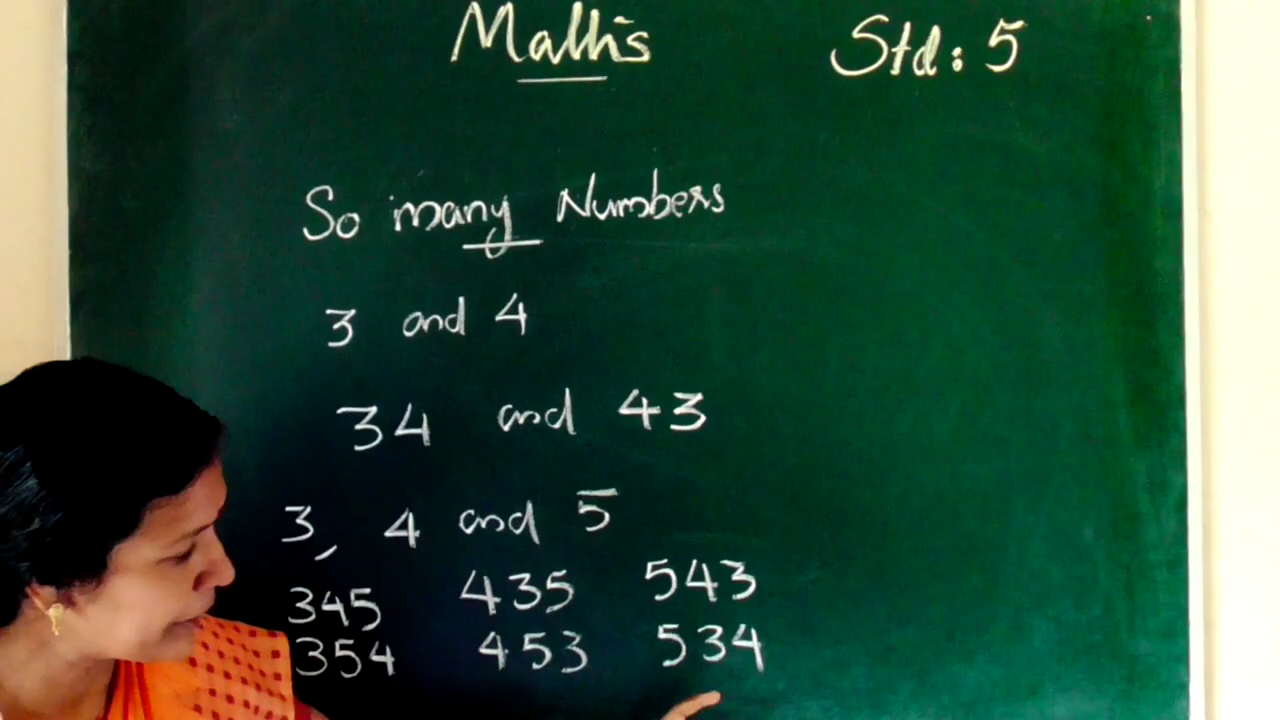 Maths Std: 5
So many Numbers
3 and 4
34 and 43
3, 4 and 5
345 435 543
354 453 534